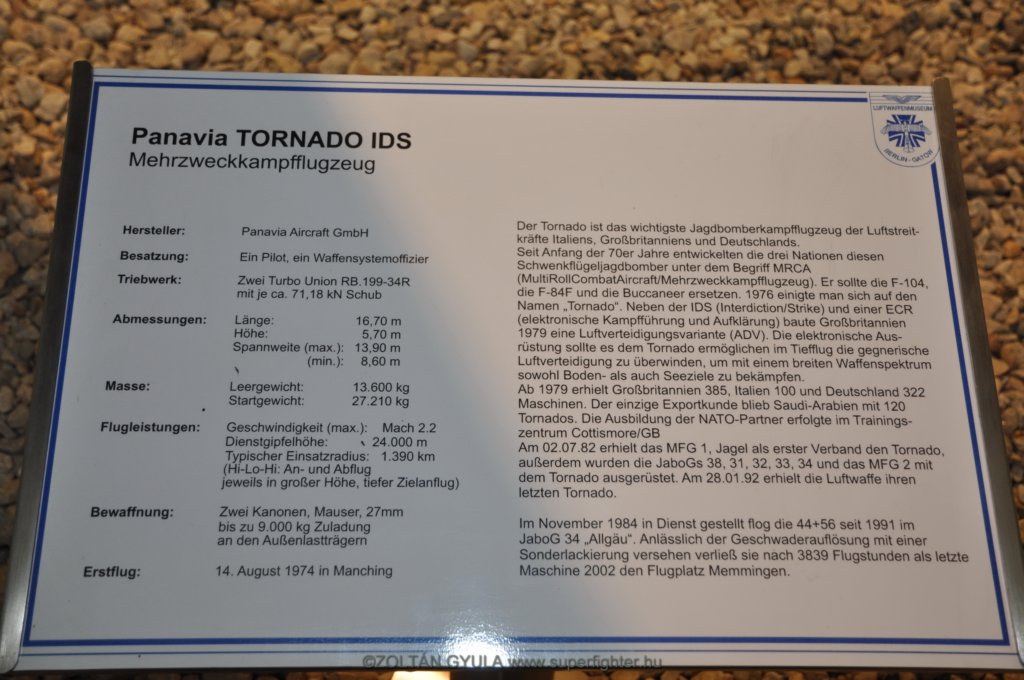 LUFTWAFFENMUSEUM
BERLIN-GATOW
Panavia TORNADO IDS
Mehrzweckkampfflugzeug
Hersteller: Panavia Aircraft GmbH
Besatzung: Ein Pilot, ein Waffensystemoffizier
Triebwerk: Zwei Turbo Union RB.199-34R
mit je ca. 71,18 kN Schub
Abmessungen: Länge: 16,70 m
Höhe: 5,70 m
Spannweite (max.): 13,90 m
(min.): 8,60 m
Masse: Leergewicht: 13.600 kg
Startgewicht: 27.210 kg
Flugleistungen: Geschwindigkeit (max.): Mach 2.2
Dienstgipfelhöhe: 24.000 m
Typischer Einsatzradius: 1.390 km
(Hi-Lo-Hi: An- und Abflug
jeweils in großer Höhe, tiefer Zielanflug)
Bewaffnung: Zwei Kanonen, Mauser, 27mm
bis zu 9.000 kg Zuladung
an den Außenlastträgern
Erstflug: 14. August 1974 in Manching
Der Tornado ist das wichtigste Jagdbomberkampfflugzeug der Luftstreit-
kräfte Italiens, Großbritanniens und Deutschlands.
Seit Anfang der 70er Jahre entwickelten die drei Nationen diesen
Schwenkflügeljagdbomber unter dem Begriff MRCA
(MultiRollCombatAircraft/Mehrzweckkampfflugzeug). Er sollte die F-104,
die F-84F und die Buccaneer ersetzen. 1976 einigte man sich auf den
Namen „Tornado". Neben der IDS (Interdiction/Strike) und einer ECR
(elektronische Kampfführung und Aufklärung) baute Großbritannien
1979 eine Luftverteidigungsvariante (ADV). Die elektronische Aus-
rüstung sollte es dem Tornado ermöglichen im Tiefflug die gegnerische
Luftverteidigung zu überwinden, um mit einem breiten Waffenspektrum
sowohl Boden- als auch Seeziele zu bekämpfen.
Ab 1979 erhielt Großbritannien 385, Italien 100 und Deutschland 322
Maschinen. Der einzige Exportkunde blieb Saudi-Arabien mit 120
Tornados. Die Ausbildung der NATO-Partner erfolgte im Trainings-
zentrum Cottismore/GB
Am 02.07.82 erhielt das MFG 1, Jagel als erster Verband den Tornado,
außerdem wurden die JaboGs 38, 31, 32, 33, 34 und das MFG 2 mit
dem Tornado ausgerüstet. Am 28.01.92 erhielt die Luftwaffe ihren
letzten Tornado.
Im November 1984 in Dienst gestellt flog die 44+56 seit 1991 im
JaboG 34 „Allgäu". Anlässlich der Geschwaderauflösung mit einer
Sonderlackierung versehen verließ sie nach 3839 Flugstunden als letzte
Maschine 2002 den Flugplatz Memmingen.
©ZOLTÁN GYULA www.superfighter.hu